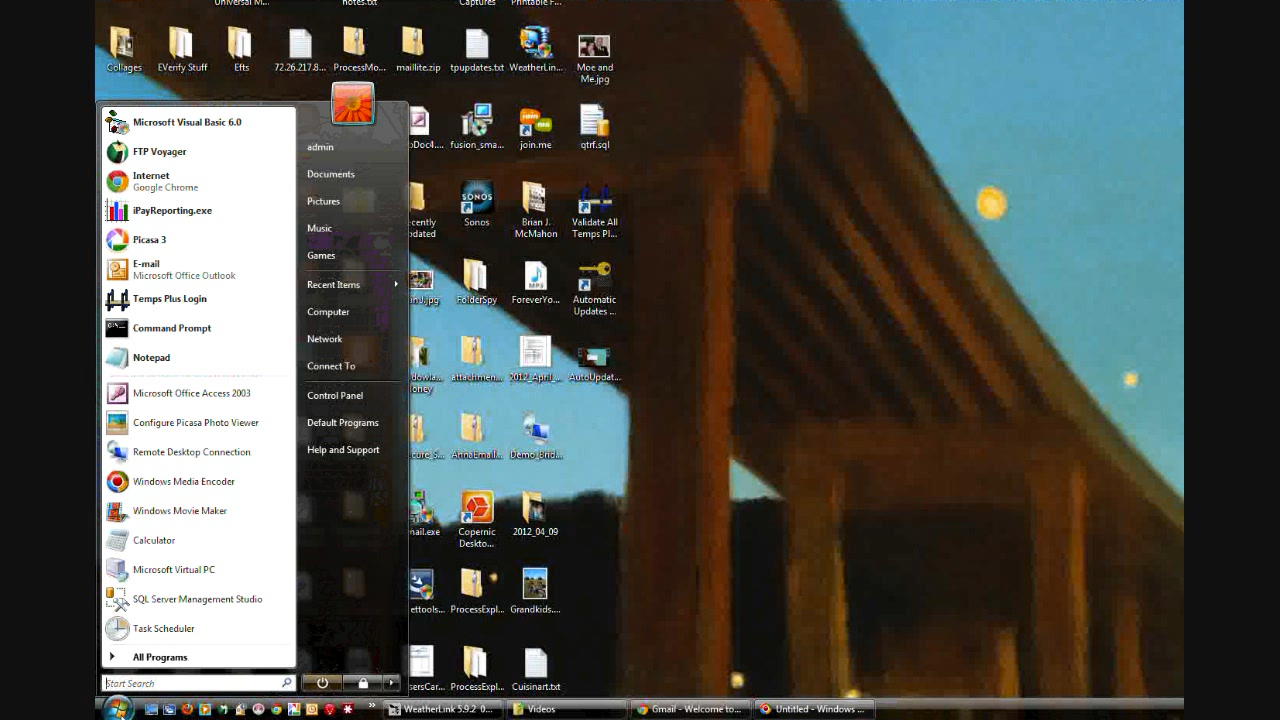 Universal M...
notes.txt
Captures
Printable F...
Collages
EVerify Stuff
Efts
72.26.217.8...
ProcessMo...
maillite.zip
tpupdates.txt
WeatherLin...
Moe and
Me.jpg
fusion_sma...
join.me
qtrf.sql
SONOS
Sonos
Brian J.
McMahon
Validate All
Temps Pl...
FolderSpy
ForeverYo...
Automatic
Updates ...
attachmen...
2012_April_...
AutoUpdat...
AnnaEmail...
Demo_Brid...
Copernic
Deskto...
2012_04_09
ProcessExpl...
Grandkids....
ProcessExpl...
Cuisinart.txt
Microsoft Visual Basic 6.0
FTP Voyager
Internet
Google Chrome
iPayReporting.exe
Picasa 3
E-mail
Microsoft Office Outlook
Temps Plus Login
Command Prompt
Notepad
Microsoft Office Access 2003
Configure Picasa Photo Viewer
Remote Desktop Connection
Windows Media Encoder
Windows Movie Maker
Calculator
Microsoft Virtual PC
SQL Server Management Studio
Task Scheduler
All Programs
Start Search
admin
Documents
Pictures
Music
Games
Recent Items
Computer
Network
Connect To
Control Panel
Default Programs
Help and Support
WeatherLink 5.9.2 0...
Videos
Gmail - Welcome to...
Untitled - Windows ...